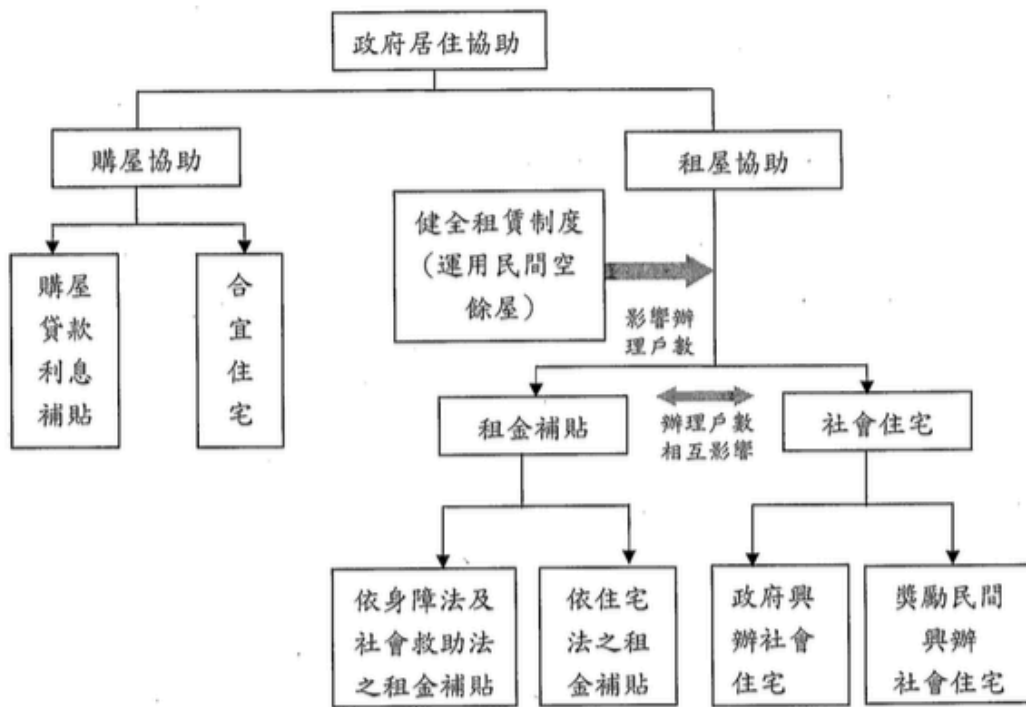 政府居住協助
購屋協助
租屋協助
健全租賃制度
（運用民間空
餘屋）
影響辦
理戶數
購屋
貸款
利息
補貼
合
宜
住
宅
租金補貼
辦理戶數
相互影響
社會住宅
依身障法及
社會救助法
之租金補貼
依住宅
法之租
金補貼
政府興
辦社會
住宅
獎勵民間
興辦
社會住宅